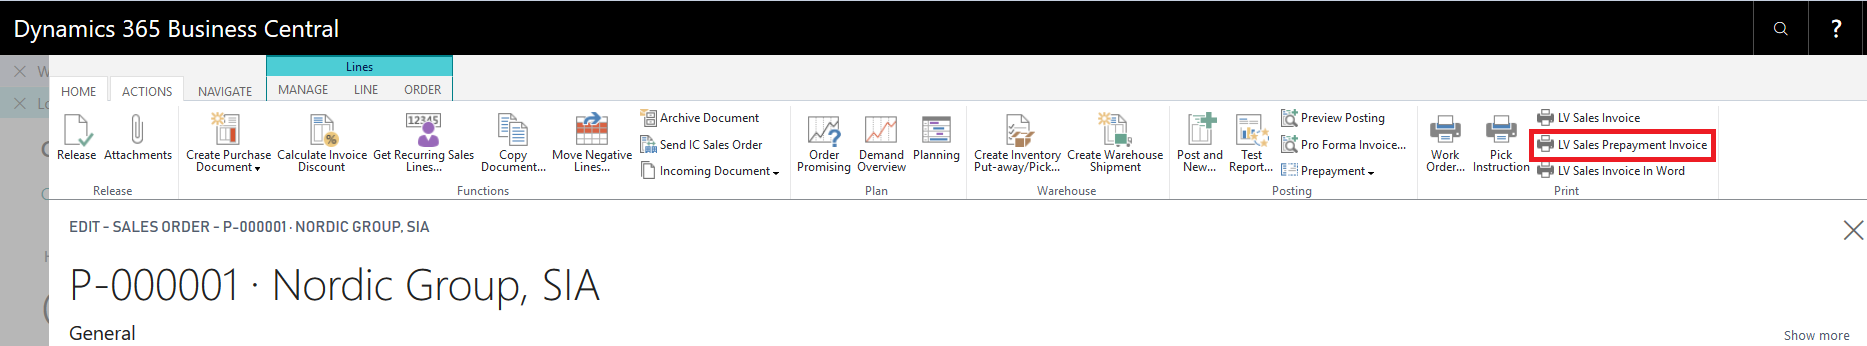 Dynamics 365 Business Central
?
Lines
HOME ACTIONS NAVIGATE MANAGE LINE ORDER
Release
Attachments
Release
Create Purchase
Document
Calculate Invoice
Discount
Get Recurring Sales
Lines...
Copy
Document...
Move Negative
Lines...
Archive Document
Send IC Sales Order
Incoming Document
Functions
Order
Promising
Demand
Overview
Planning
Plan
Create Inventory
Put-away/Pick...
Create Warehouse
Shipment
Warehouse
Post and
New...
Test
Report...
Preview Posting
Pro Forma Invoice...
Prepayment
Posting
Work
Order...
Pick
Instruction
LV Sales Invoice
LV Sales Prepayment Invoice
LV Sales Invoice In Word
Print
EDIT - SALES ORDER - P-000001 · NORDIC GROUP, SIA
P-000001 · Nordic Group, SIA
General
Show more